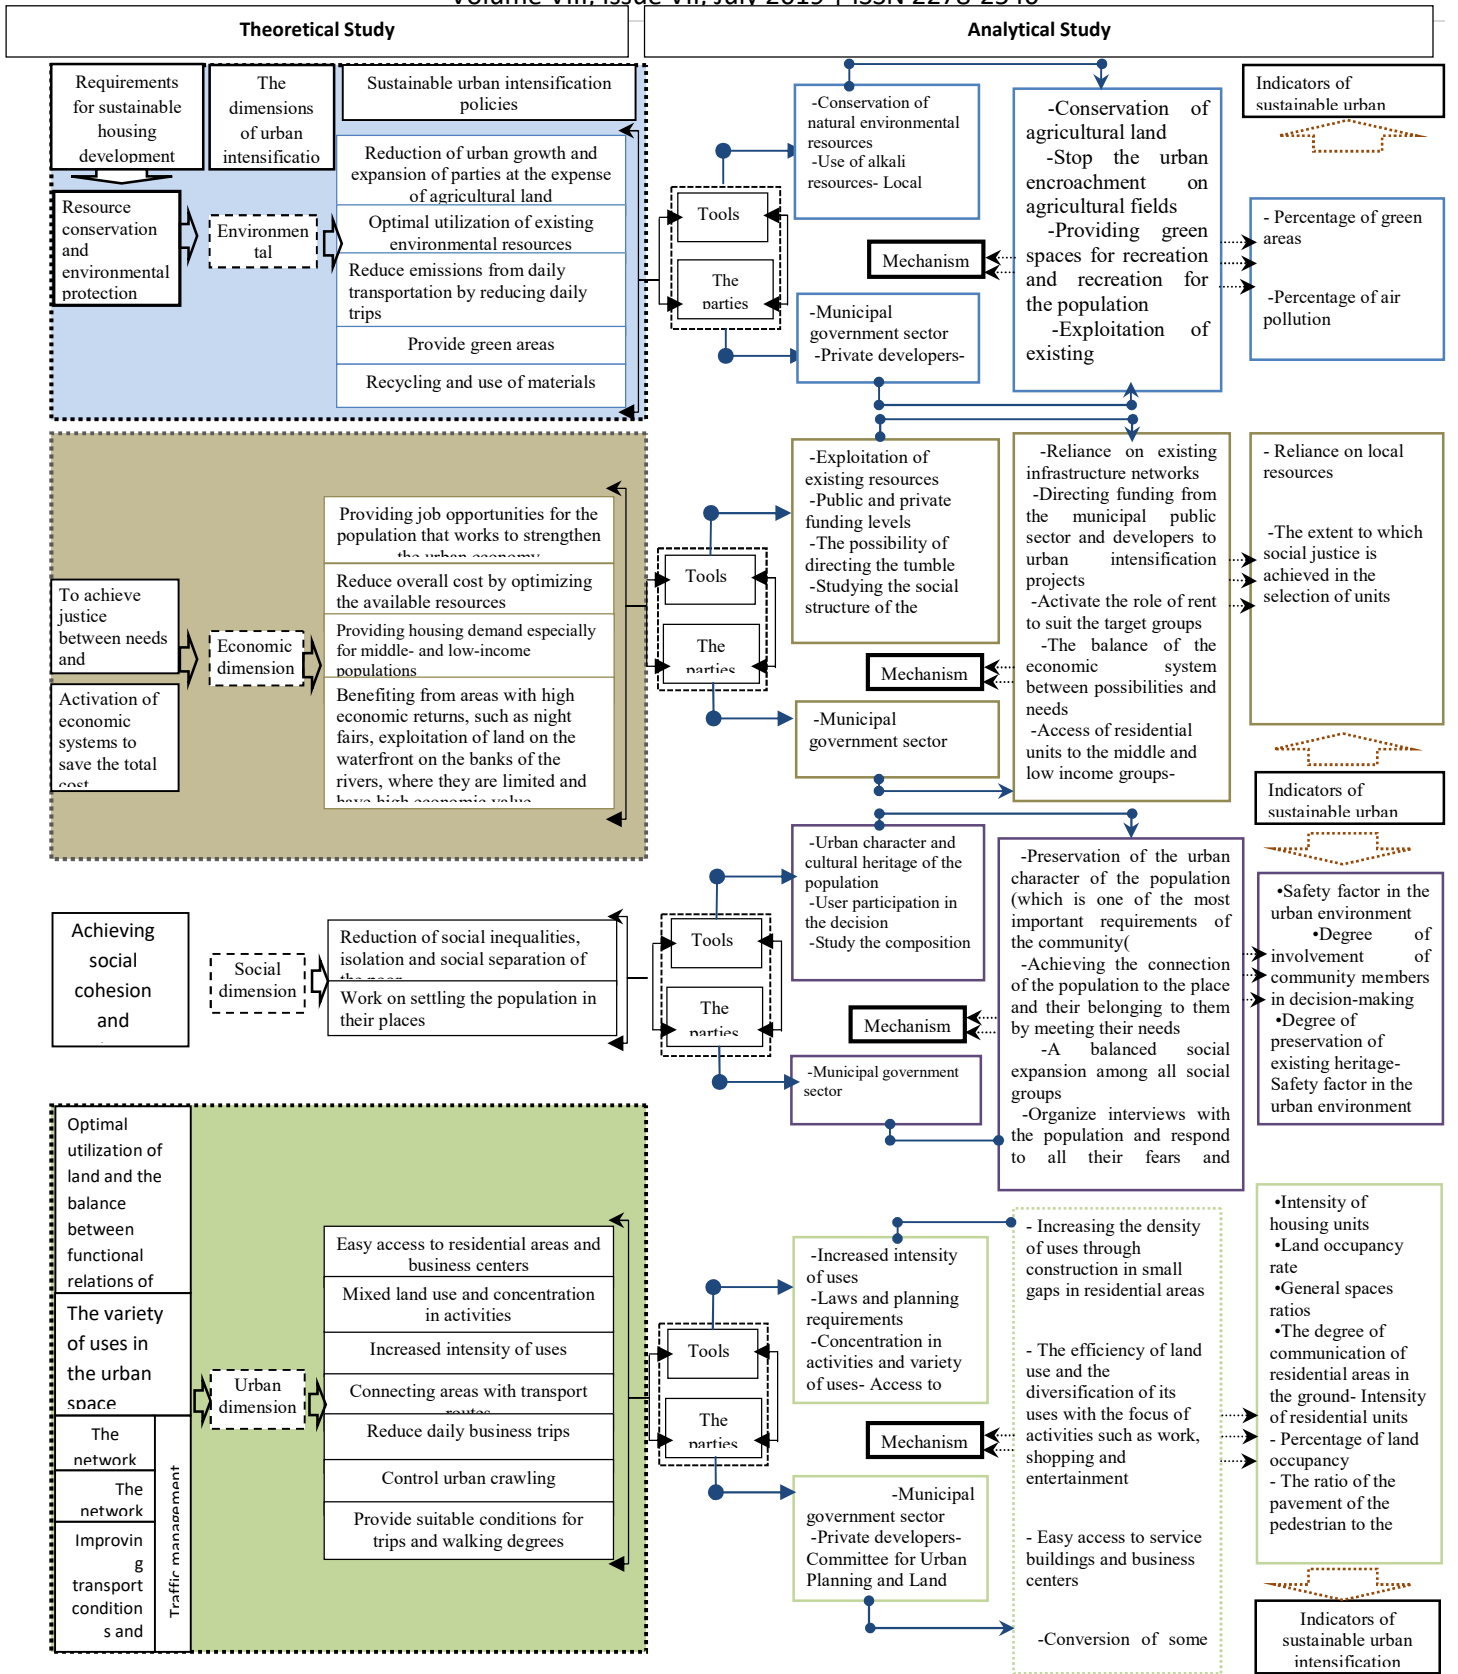 Volume VIII, Issue VII, July 2019 | ISSN 2278-2540
Theoretical Study
Analytical Study
Requirements
for sustainable
housing
development
The
dimensions
of urban
intensificatio
Sustainable urban intensification
policies
Reduction of urban growth and
expansion of parties at the expense
of agricultural land
Optimal utilization of existing
environmental resources
Reduce emissions from daily
transportation by reducing daily
trips
Provide green areas
Recycling and use of materials
Resource
conservation
and
environmental
protection
Environmen
tal
Tools
The
parties
-Conservation of
natural environmental
resources
-Use of alkali
resources- Local
Mechanism
-Municipal
government sector
-Private developers-
-Conservation of
agricultural land
-Stop the urban
encroachment on
agricultural fields
-Providing green
spaces for recreation
and recreation for
the population
-Exploitation of
existing
Indicators of
sustainable urban
- Percentage of green
areas
-Percentage of air
pollution
To achieve
justice
between needs
and
Activation of
economic
systems to
save the total
cost
Economic
dimension
Providing job opportunities for the
population that works to strengthen
the urban economy
Reduce overall cost by optimizing
the available resources
Providing housing demand especially
for middle- and low-income
populations
Benefiting from areas with high
economic returns, such as night
fairs, exploitation of land on the
waterfront on the banks of the
rivers, where they are limited and
have high economic value
Tools
The
parties
-Exploitation of
existing resources
-Public and private
funding levels
-The possibility of
directing the tumble
-Studying the social
structure of the
Mechanism
-Municipal
government sector
-Reliance on existing
infrastructure networks
-Directing funding from
the municipal public
sector and developers to
urban intensification
projects
-Activate the role of rent
to suit the target groups
-The balance of the
economic system
between possibilities and
needs
-Access of residential
units to the middle and
low income groups-
- Reliance on local
resources
-The extent to which
social justice is
achieved in the
selection of units
Indicators of
sustainable urban
Achieving
social
cohesion
and
Social
dimension
Reduction of social inequalities,
isolation and social separation of
the poor
Work on settling the population in
their places
Tools
The
parties
-Urban character and
cultural heritage of the
population
-User participation in
the decision
-Study the composition
Mechanism
-Municipal government
sector
-Preservation of the urban
character of the population
(which is one of the most
important requirements of
the community(
-Achieving the connection
of the population to the place
and their belonging to them
by meeting their needs
-A balanced social
expansion among all social
groups
-Organize interviews with
the population and respond
to all their fears and
•Safety factor in the
urban environment
•Degree of
involvement of
community members
in decision-making
•Degree of
preservation of
existing heritage-
Safety factor in the
urban environment
Optimal
utilization of
land and the
balance
between
functional
relations of
The variety
of uses in
the urban
space
The
network
The
network
Improvin
g
transport
condition
s and
Traffic management
Urban
dimension
Easy access to residential areas and
business centers
Mixed land use and concentration
in activities
Increased intensity of uses
Connecting areas with transport
routes
Reduce daily business trips
Control urban crawling
Provide suitable conditions for
trips and walking degrees
Tools
The
parties
-Increased intensity
of uses
-Laws and planning
requirements
-Concentration in
activities and variety
of uses- Access to
Mechanism
-Municipal
government sector
-Private developers-
Committee for Urban
Planning and Land
- Increasing the density
of uses through
construction in small
gaps in residential areas
- The efficiency of land
use and the
diversification of its
uses with the focus of
activities such as work,
shopping and
entertainment
- Easy access to service
buildings and business
centers
-Conversion of some
•Intensity of
housing units
•Land occupancy
rate
•General spaces
ratios
•The degree of
communication of
residential areas in
the ground- Intensity
of residential units
- Percentage of land
occupancy
- The ratio of the
pavement of the
pedestrian to the
Indicators of
sustainable urban
intensification